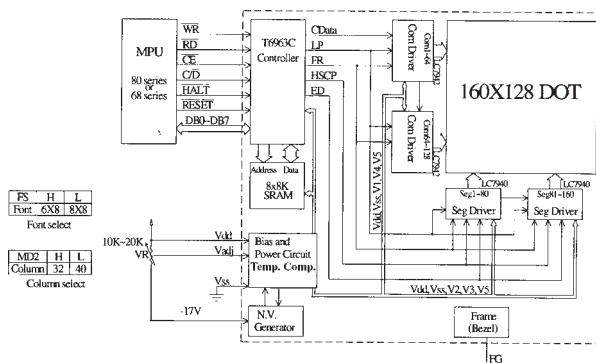 MPU
80 series
or
68 series
WR
RD
CE
C/D
HALT
RESET
DB0~DB7
T6963C
Controller
CData
LP
FR
HSCP
ED
Com1~64
Com Driver
LC7942
Com64~128
Com Driver
LC7942
160X128 DOT
Address Data
8x8K
SRAM
Vdd,Vss,V1,V4,V5
LC7940
Seg1~80
Seg Driver
LC7940
Seg81~160
Seg Driver
FS H L
Font 6X8 8X8
Font select
MD2 H L
Column 32 40
Column select
10K~20K
VR
Vdd
Vadj
Vss
-17V
Bias and
Power Circuit
Temp. Comp.
N.V.
Generator
Vdd,Vss,V2,V3,V5
Frame
(Bezel)
FG